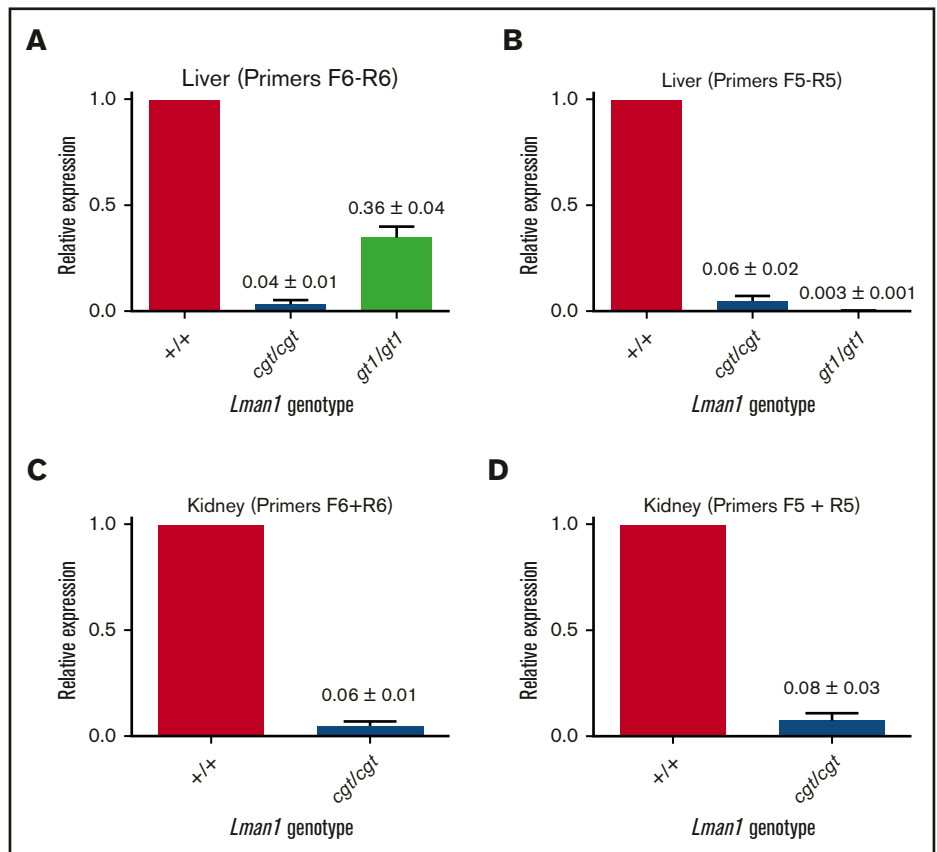 A
Liver (Primers F6-R6)
Relative expression
1.0
0.5
0.0
0.04 ± 0.01
0.36 ± 0.04
+/+
cgt/cgt
gt1/gt1
Lman1 genotype
B
Liver (Primers F5-R5)
Relative expression
1.0
0.5
0.0
0.06 ± 0.02
0.003 ± 0.001
+/+
cgt/cgt
gt1/gt1
Lman1 genotype
C
Kidney (Primers F6+R6)
Relative expression
1.0
0.5
0.0
0.06 ± 0.01
+/+
cgt/cgt
Lman1 genotype
D
Kidney (Primers F5 + R5)
Relative expression
1.0
0.5
0.0
0.08 ± 0.03
+/+
cgt/cgt
Lman1 genotype